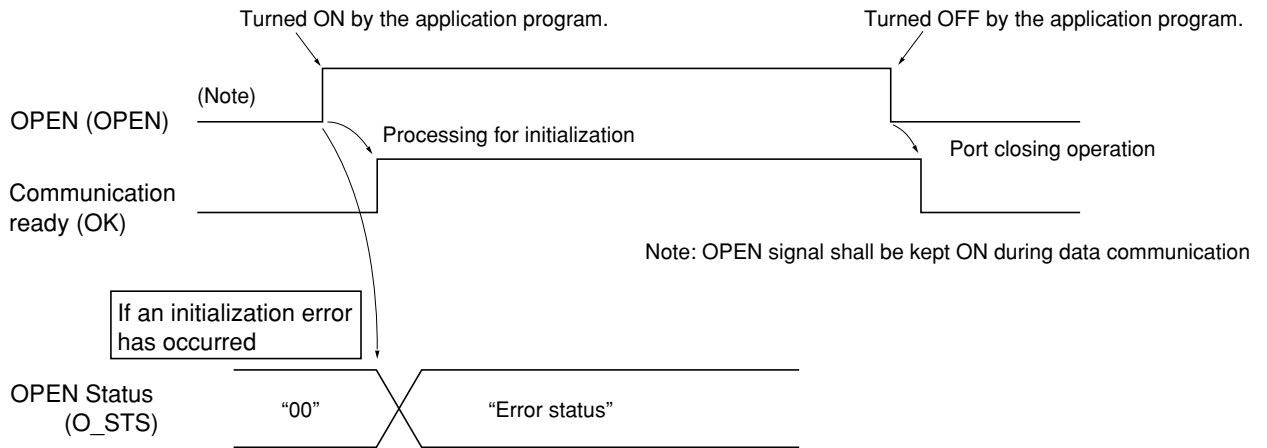 Turned ON by the application program.
Turned OFF by the application program.
(Note)
OPEN (OPEN)
Processing for initialization
Port closing operation
Communication
ready (OK)
Note: OPEN signal shall be kept ON during data communication
If an initialization error
has occurred
OPEN Status
(O_STS)
“00”
“Error status”